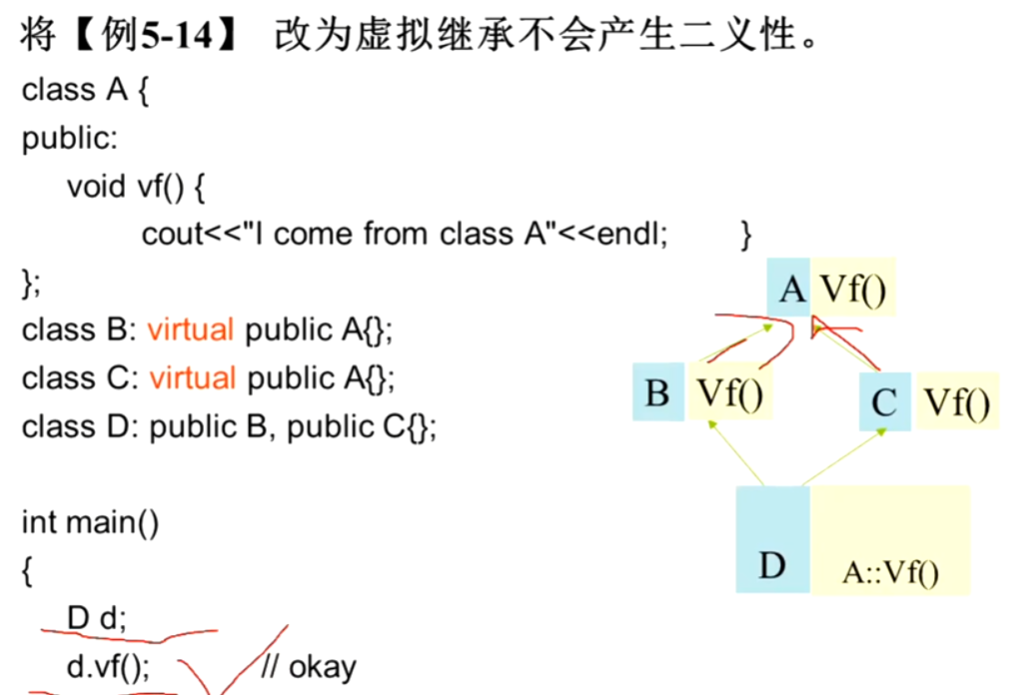 将【例5-14】 改为虚拟继承不会产生二义性。
class A {
public:
void vf() {
cout<<"I come from class A"<<endl; }
};
class B: virtual public A{};
class C: virtual public A{};
class D: public B, public C{};
int main()
{
D d;
d.vf(); // okay
A Vf()
B Vf() C Vf()
D A::Vf()